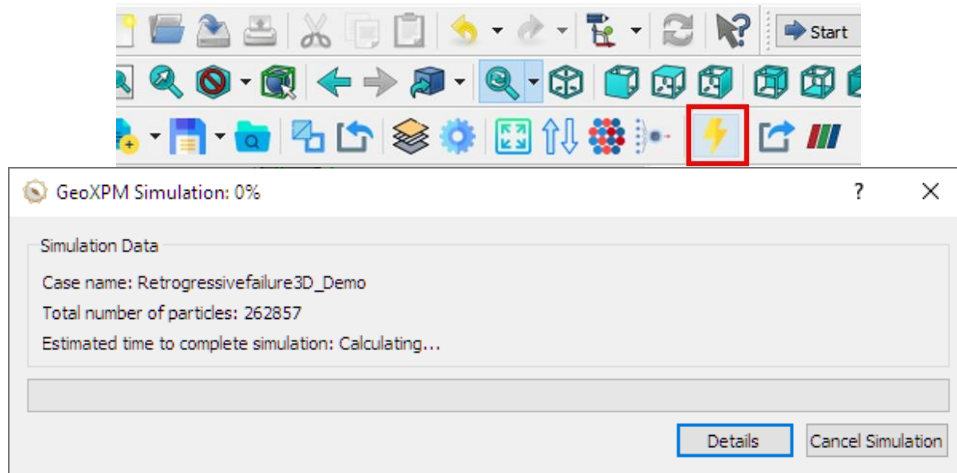 Start
GeoXPM Simulation: 0%
?
Simulation Data
Case name: Retrogressivefailure3D_Demo
Total number of particles: 262857
Estimated time to complete simulation: Calculating...
Details
Cancel Simulation